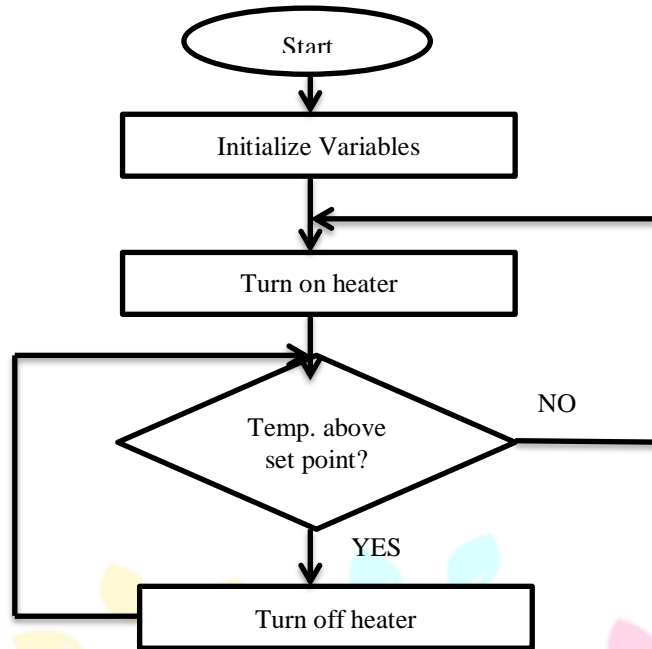 Start
Initialize Variables
Turn on heater
NO
Temp. above
set point?
YES
Turn off heater